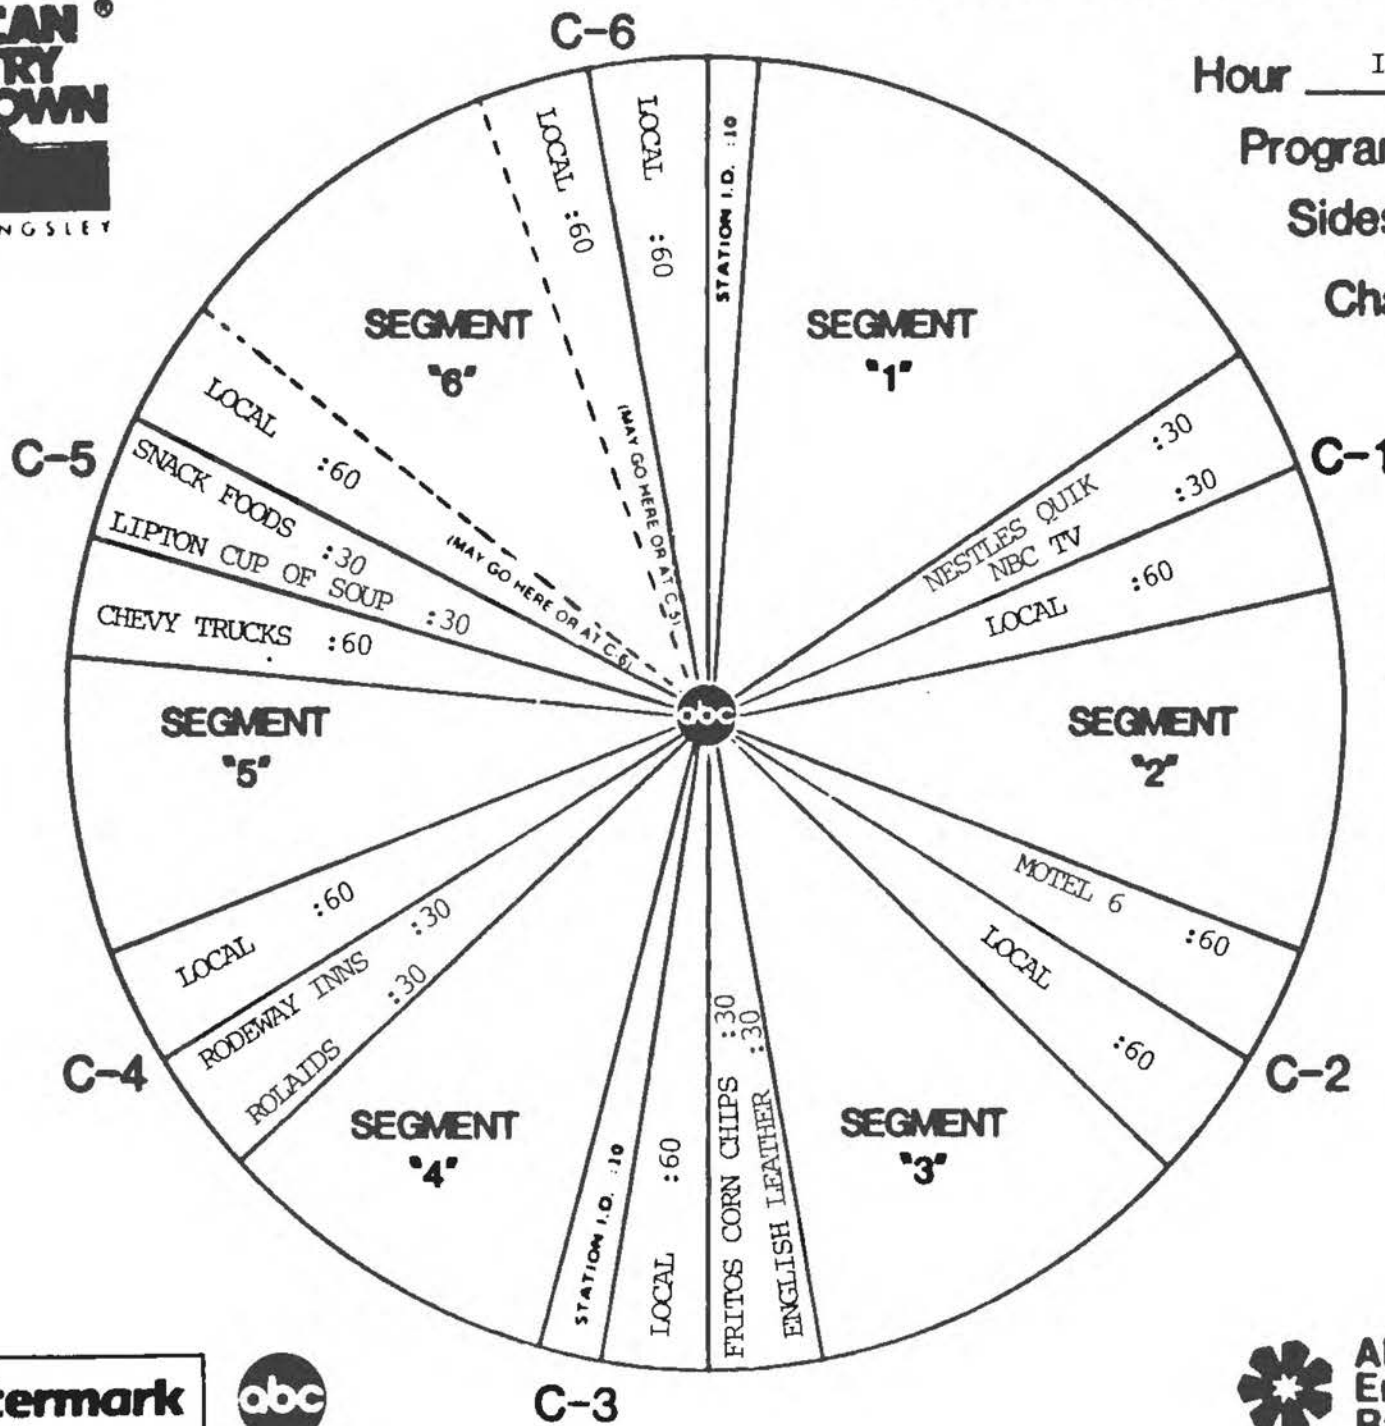 C-6
LOCAL :60
LOCAL :60
STATION I.D. :10
Hour
SEGMENT
"6"
SEGMENT
"1"
(MAY GO HERE OR AT C.5)
LOCAL :60
(MAY GO HERE OR AT C.6)
C-5
SNACK FOODS :30
LIPTON CUP OF SOUP :30
CHEVY TRUCKS :60
NESTLES QUIK :30
NBC TV :30
C-1
LOCAL :60
abc
SEGMENT
"5"
SEGMENT
"2"
LOCAL :60
RODEWAY INNS :30
ROLAIDS :30
MOTEL 6 :60
LOCAL :60
C-4
C-2
SEGMENT
"4"
SEGMENT
"3"
STATION I.D. :10
LOCAL :60
FRITOS CORN CHIPS :30
ENGLISH LEATHER :30
termark
abc
C-3